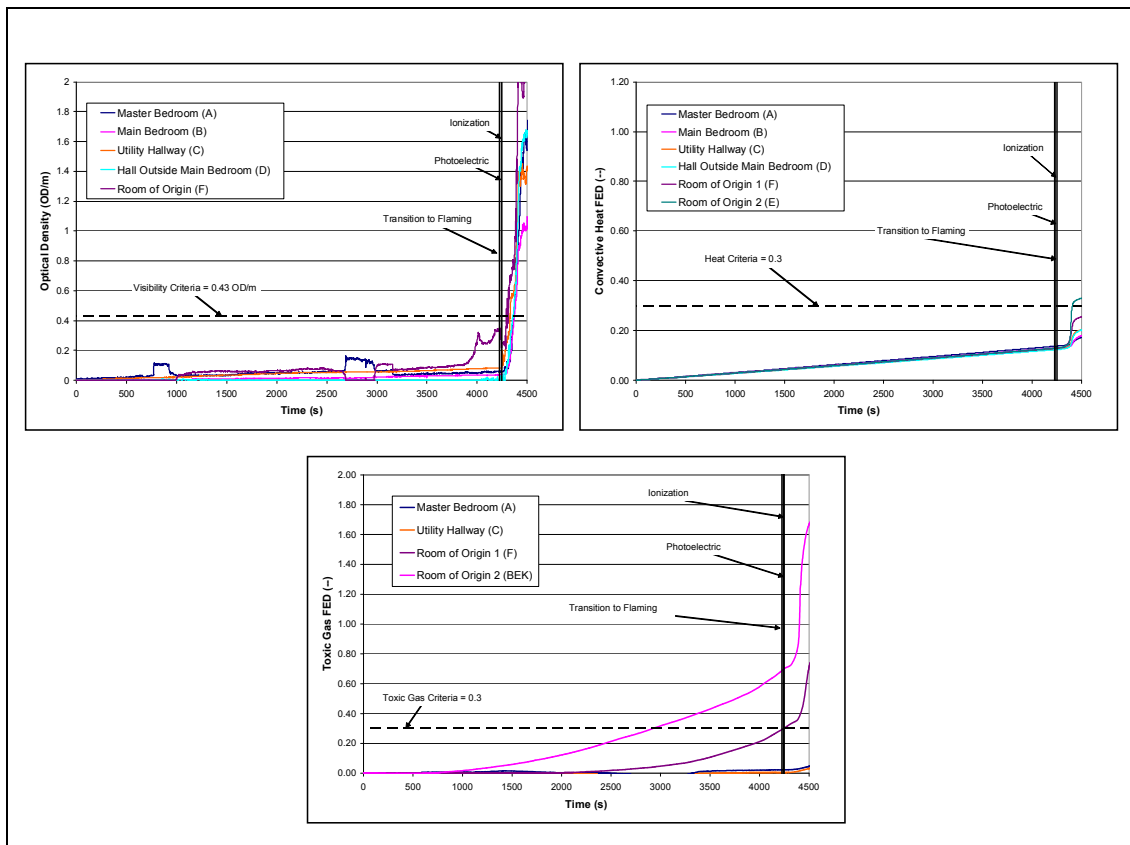 2
1.8
1.6
1.4
1.2
1
0.8
0.6
0.4
0.2
0
0 500 1000 1500 2000 2500 3000 3500 4000 4500
Time (s)
Optical Density (OD/m)
Master Bedroom (A)
Main Bedroom (B)
Utility Hallway (C)
Hall Outside Main Bedroom (D)
Room of Origin (F)
Ionization
Photoelectric
Transition to Flaming
Visibility Criteria = 0.43 OD/m
1.20
1.00
0.80
0.60
0.40
0.20
0.00
0 500 1000 1500 2000 2500 3000 3500 4000 4500
Time (s)
Convective Heat FED (--)
Master Bedroom (A)
Main Bedroom (B)
Utility Hallway (C)
Hall Outside Main Bedroom (D)
Room of Origin 1 (F)
Room of Origin 2 (E)
Ionization
Photoelectric
Transition to Flaming
Heat Criteria = 0.3
2.00
1.80
1.60
1.40
1.20
1.00
0.80
0.60
0.40
0.20
0.00
0 500 1000 1500 2000 2500 3000 3500 4000 4500
Time (s)
Toxic Gas FED (--)
Master Bedroom (A)
Utility Hallway (C)
Room of Origin 1 (F)
Room of Origin 2 (BEK)
Ionization
Photoelectric
Transition to Flaming
Toxic Gas Criteria = 0.3